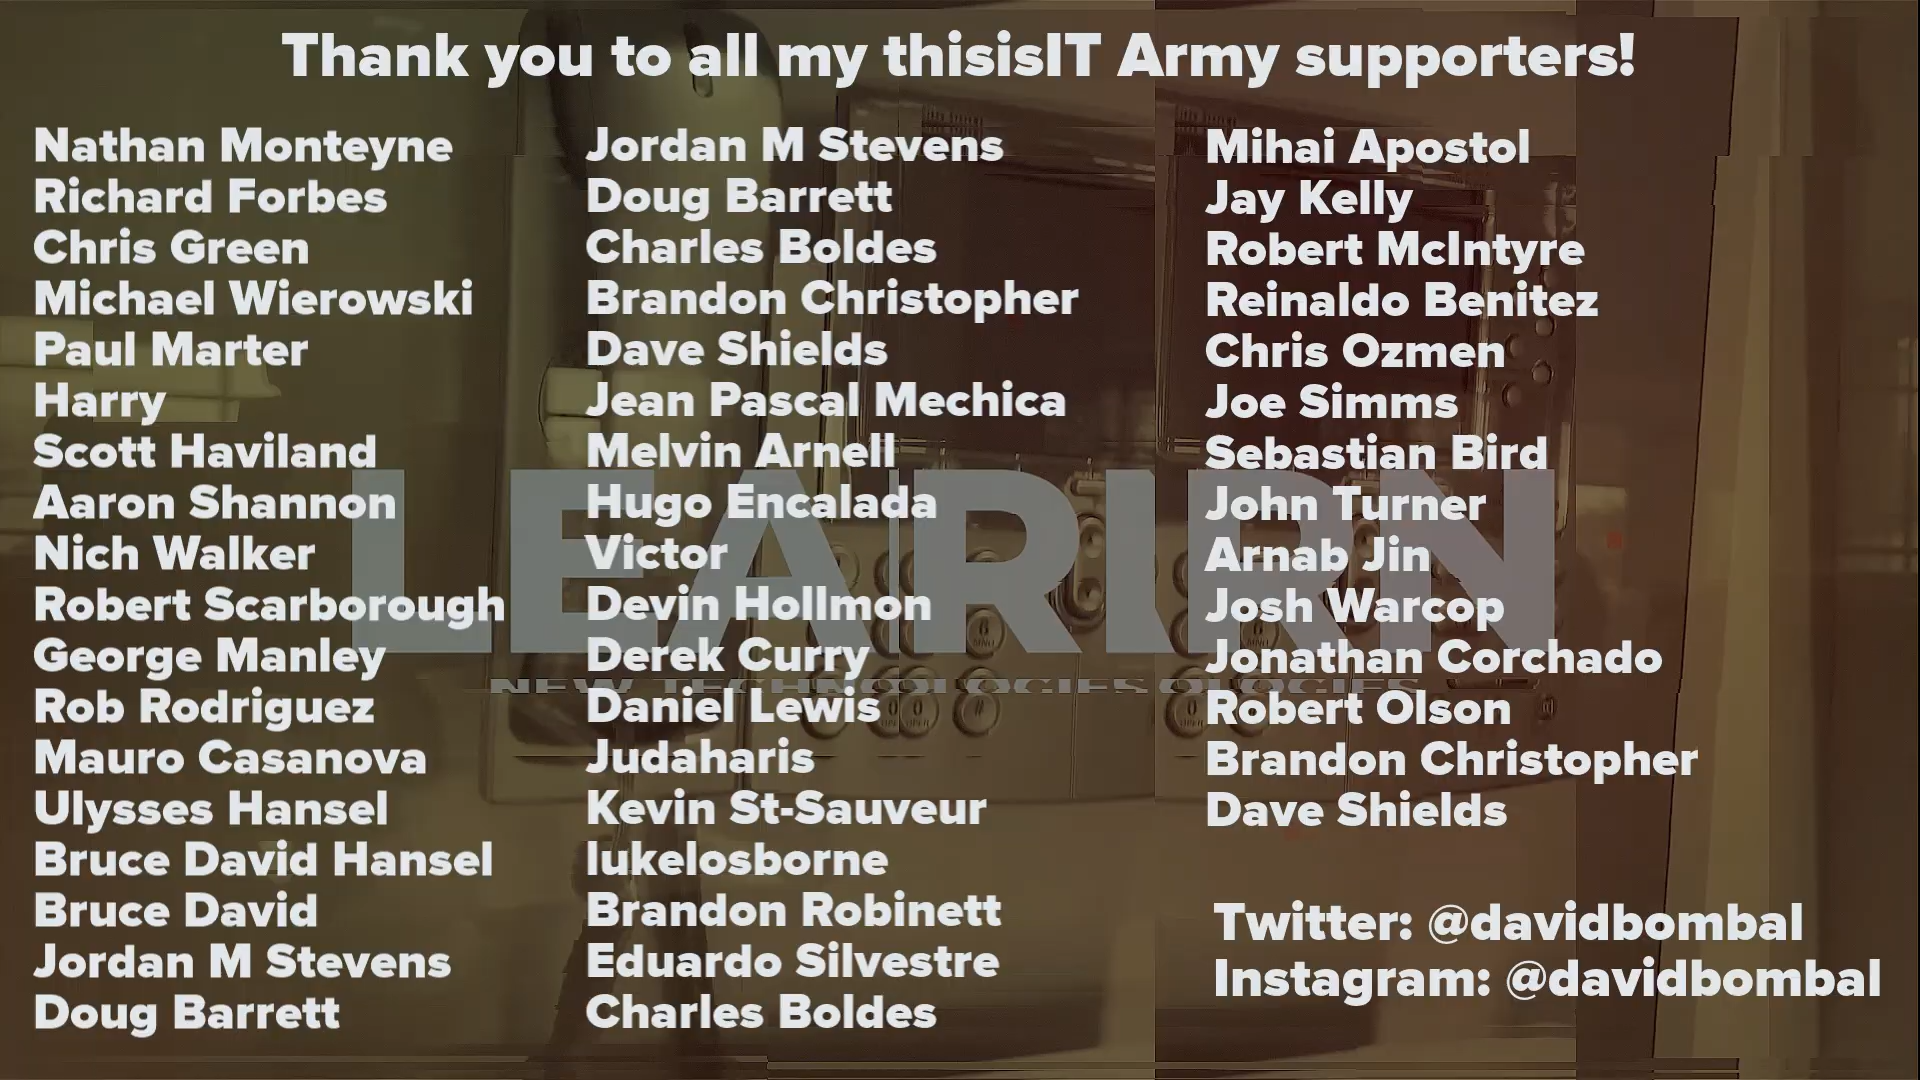 Thank you to all my thisisIT Army supporters!
Nathan Monteyne
Richard Forbes
Chris Green
Michael Wierowski
Paul Marter
Harry
Scott Haviland
Aaron Shannon
Nich Walker
Robert Scarborough
George Manley
Rob Rodriguez
Mauro Casanova
Ulysses Hansel
Bruce David Hansel
Bruce David
Jordan M Stevens
Doug Barrett
Jordan M Stevens
Doug Barrett
Charles Boldes
Brandon Christopher
Dave Shields
Jean Pascal Mechica
Melvin Arnell
Hugo Encalada
Victor
Devin Hollmon
Derek Curry
Daniel Lewis
Judaharis
Kevin St-Sauveur
lukelosborne
Brandon Robinett
Eduardo Silvestre
Charles Boldes
Mihai Apostol
Jay Kelly
Robert McIntyre
Reinaldo Benitez
Chris Ozmen
Joe Simms
Sebastian Bird
John Turner
Arnab Jin
Josh Warcop
Jonathan Corchado
Robert Olson
Brandon Christopher
Dave Shields
Twitter: @davidbombal
Instagram: @davidbombal
LEARIRN
NEW TECHNOLOGIES OLOGIES